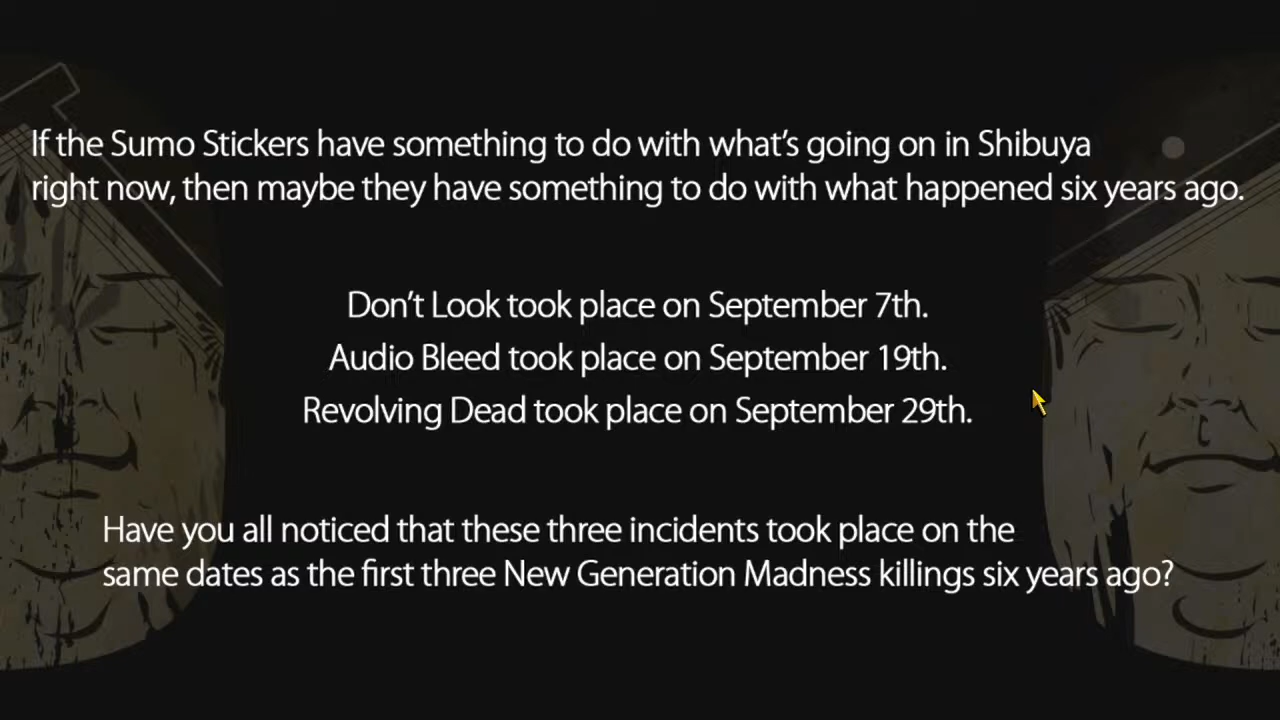 If the Sumo Stickers have something to do with what's going on in Shibuya
right now, then maybe they have something to do with what happened six years ago.
Don't Look took place on September 7th.
Audio Bleed took place on September 19th.
Revolving Dead took place on September 29th.
Have you all noticed that these three incidents took place on the
same dates as the first three New Generation Madness killings six years ago?